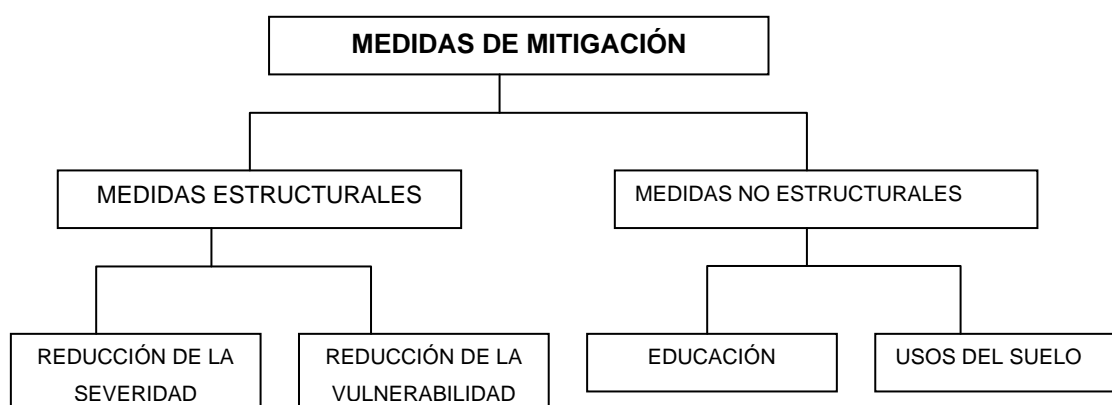 MEDIDAS DE MITIGACIÓN
MEDIDAS ESTRUCTURALES
MEDIDAS NO ESTRUCTURALES
REDUCCIÓN DE LA
SEVERIDAD
REDUCCIÓN DE LA
VULNERABILIDAD
EDUCACIÓN
USOS DEL SUELO